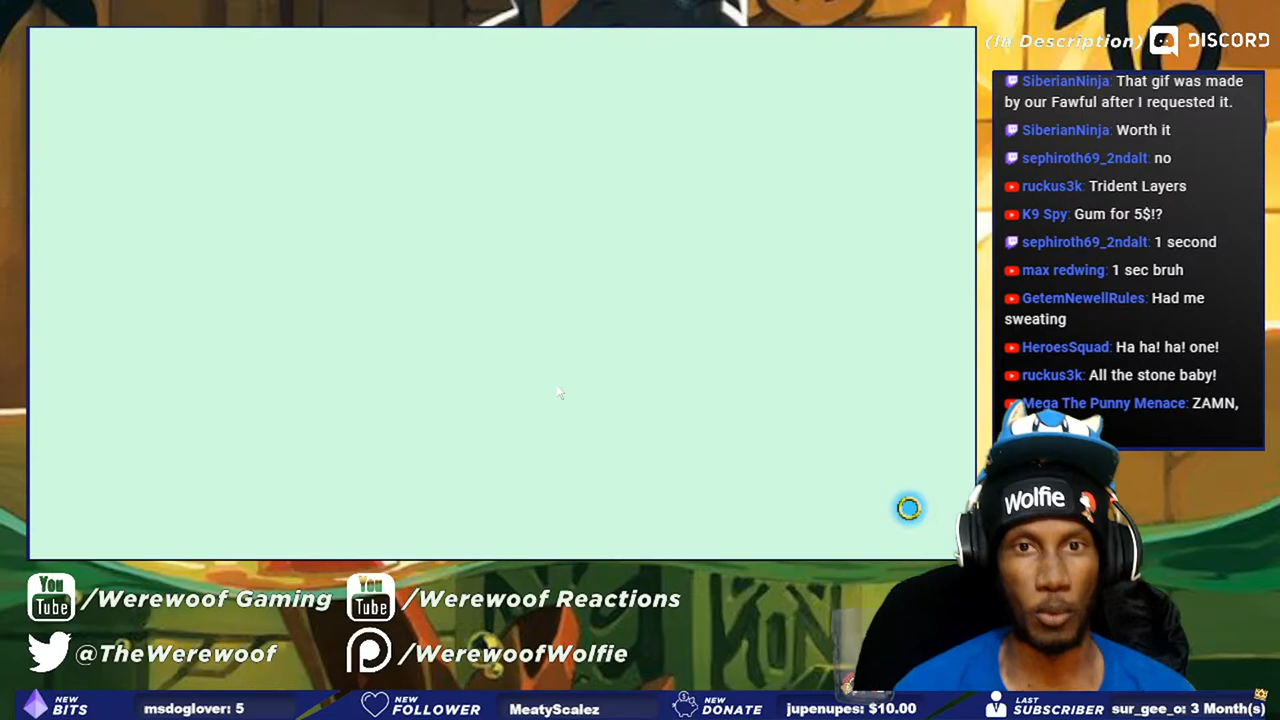 (In Description) DISCORD
SiberianNinja: That gif was made
by our Fawful after I requested it.
SiberianNinja: Worth it
sephiroth69_2ndalt: no
ruckus3k: Trident Layers
K9 Spy: Gum for 5$!?
sephiroth69_2ndalt: 1 second
max redwing: 1 sec bruh
GetemNewellRules: Had me
sweating
HeroesSquad: Ha ha! ha! one!
ruckus3k: All the stone baby!
Mega The Punny Menace: ZAMN,
Wolfie
You Tube /Werewoof Gaming
You Tube /Werewoof Reactions
@TheWerewoof
/WerewoofWolfie
NEW BITS msdoglover: 5
NEW FOLLOWER MeatyScalez
NEW DONATE jupenupes: $10.00
LAST SUBSCRIBER sur_gee_o: 3 Month(s)